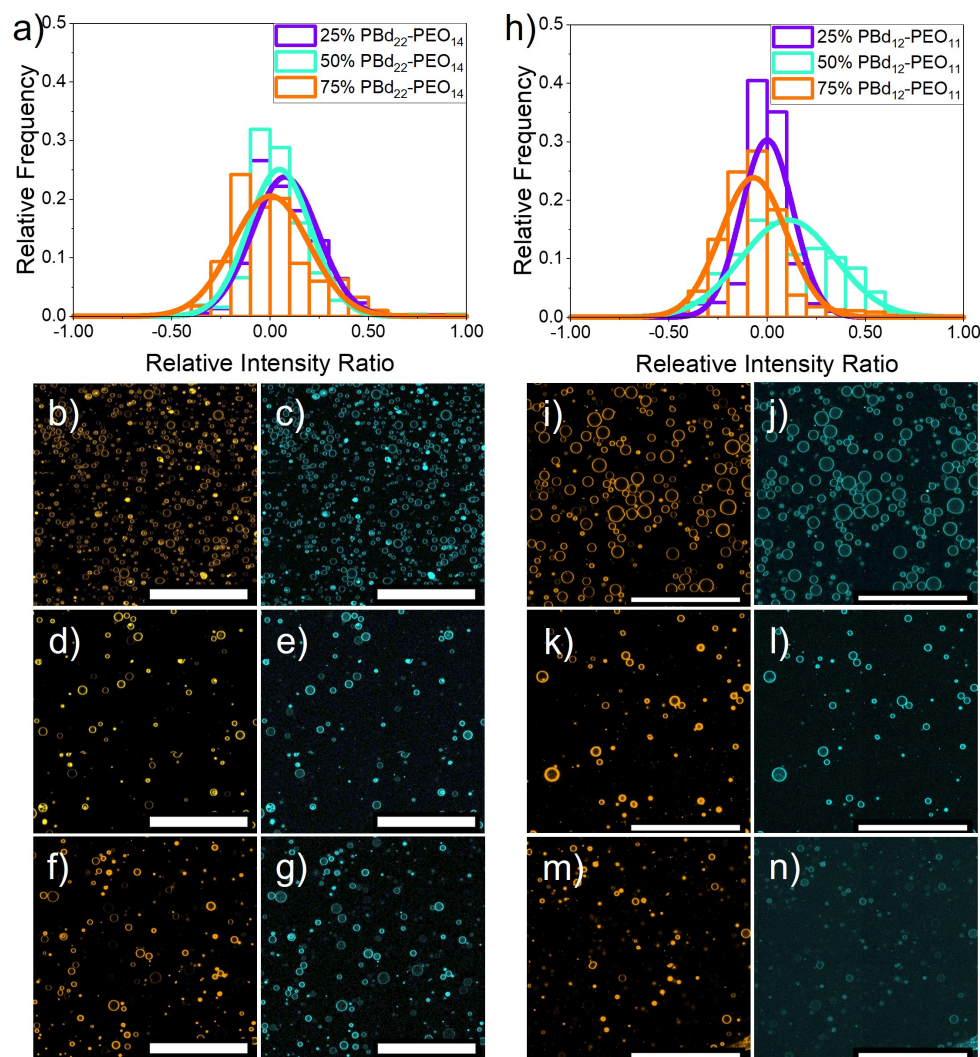 a)
0.5
0.4
0.3
0.2
0.1
0.0
Relative Frequency
25% PBd₂₂-PEO₁₄
50% PBd₂₂-PEO₁₄
75% PBd₂₂-PEO₁₄
-1.00 -0.50 0.00 0.50 1.00
Relative Intensity Ratio
h)
0.5
0.4
0.3
0.2
0.1
0.0
Relative Frequency
25% PBd₁₂-PEO₁₁
50% PBd₁₂-PEO₁₁
75% PBd₁₂-PEO₁₁
-1.00 -0.50 0.00 0.50 1.00
Releative Intensity Ratio
b) c) i) j)
d) e) k) l)
f) g) m) n)